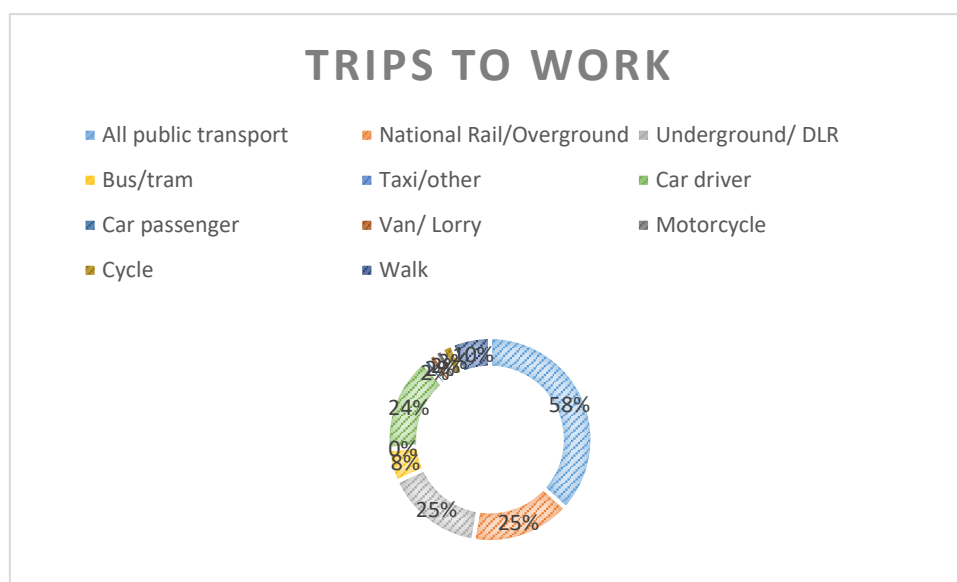 TRIPS TO WORK
All public transport National Rail/Overground Underground/ DLR
Bus/tram Taxi/other Car driver
Car passenger Van/ Lorry Motorcycle
Cycle Walk
10%
58%
24%
0%
8%
25% 25%